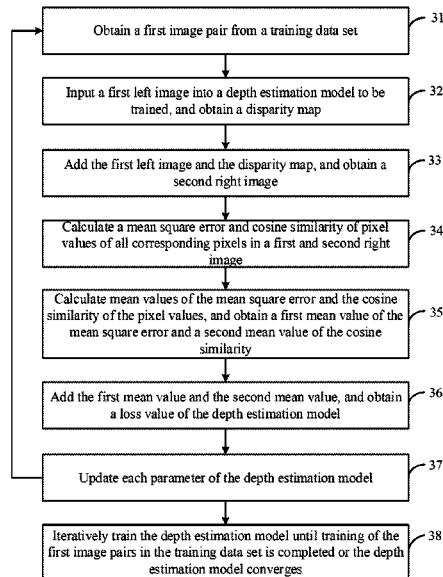 31
Obtain a first image pair from a training data set
32
Input a first left image into a depth estimation model to be
trained, and obtain a disparity map
33
Add the first left image and the disparity map, and obtain a
second right image
34
Calculate a mean square error and cosine similarity of pixel
values of all corresponding pixels in a first and second right
image
35
Calculate mean values of the mean square error and the cosine
similarity of the pixel values, and obtain a first mean value of the
mean square error and a second mean value of the cosine
similarity
36
Add the first mean value and the second mean value, and obtain
a loss value of the depth estimation model
37
Update each parameter of the depth estimation model
38
Iteratively train the depth estimation model until training of the
first image pairs in the training data set is completed or the depth
estimation model converges